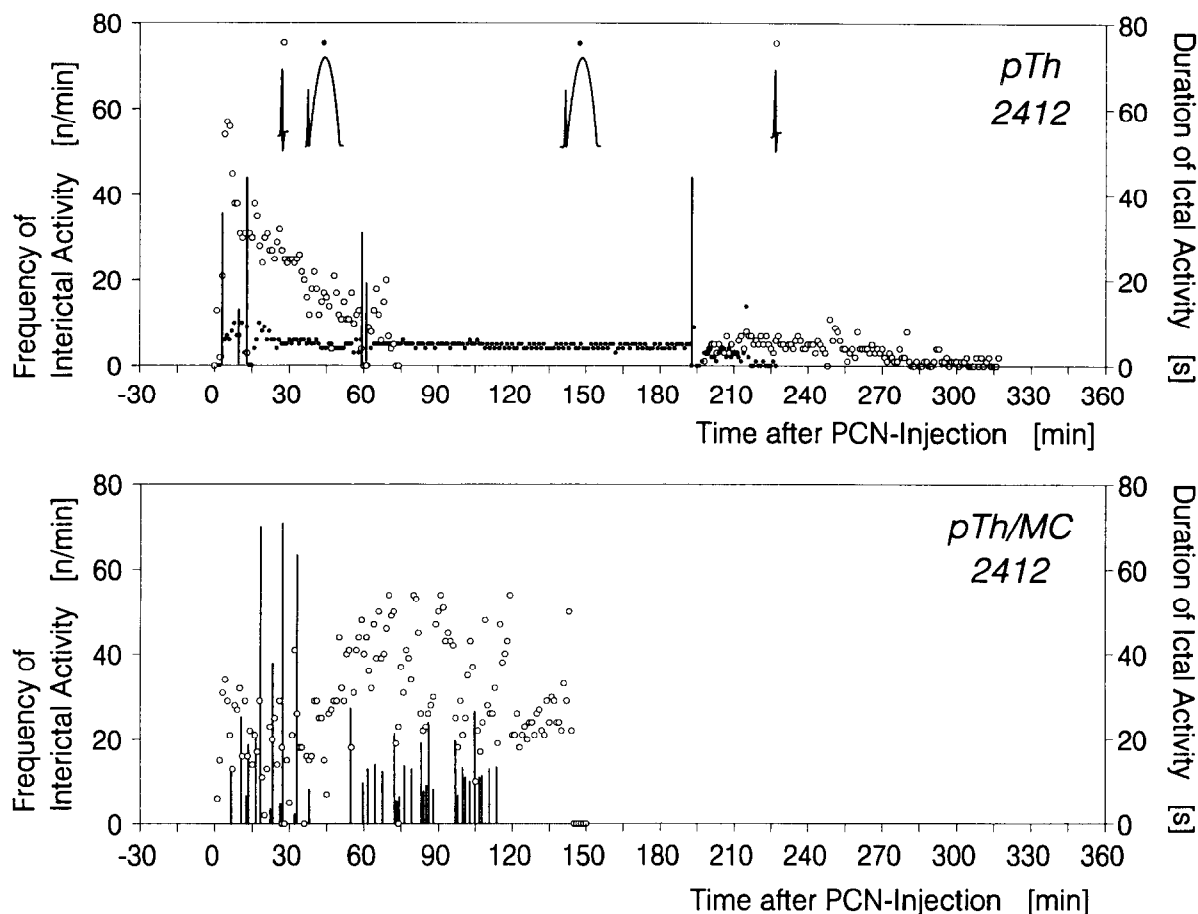 80
60
40
20
0
Frequency of
Interictal Activity [n/min]
80
60
40
20
0
Duration of Ictal Activity [s]
pTh
2412
-30 0 30 60 90 120 150 180 210 240 270 300 330 360
Time after PCN-Injection [min]
80
60
40
20
0
Frequency of
Interictal Activity [n/min]
80
60
40
20
0
Duration of Ictal Activity [s]
pTh/MC
2412
-30 0 30 60 90 120 150 180 210 240 270 300 330 360
Time after PCN-Injection [min]